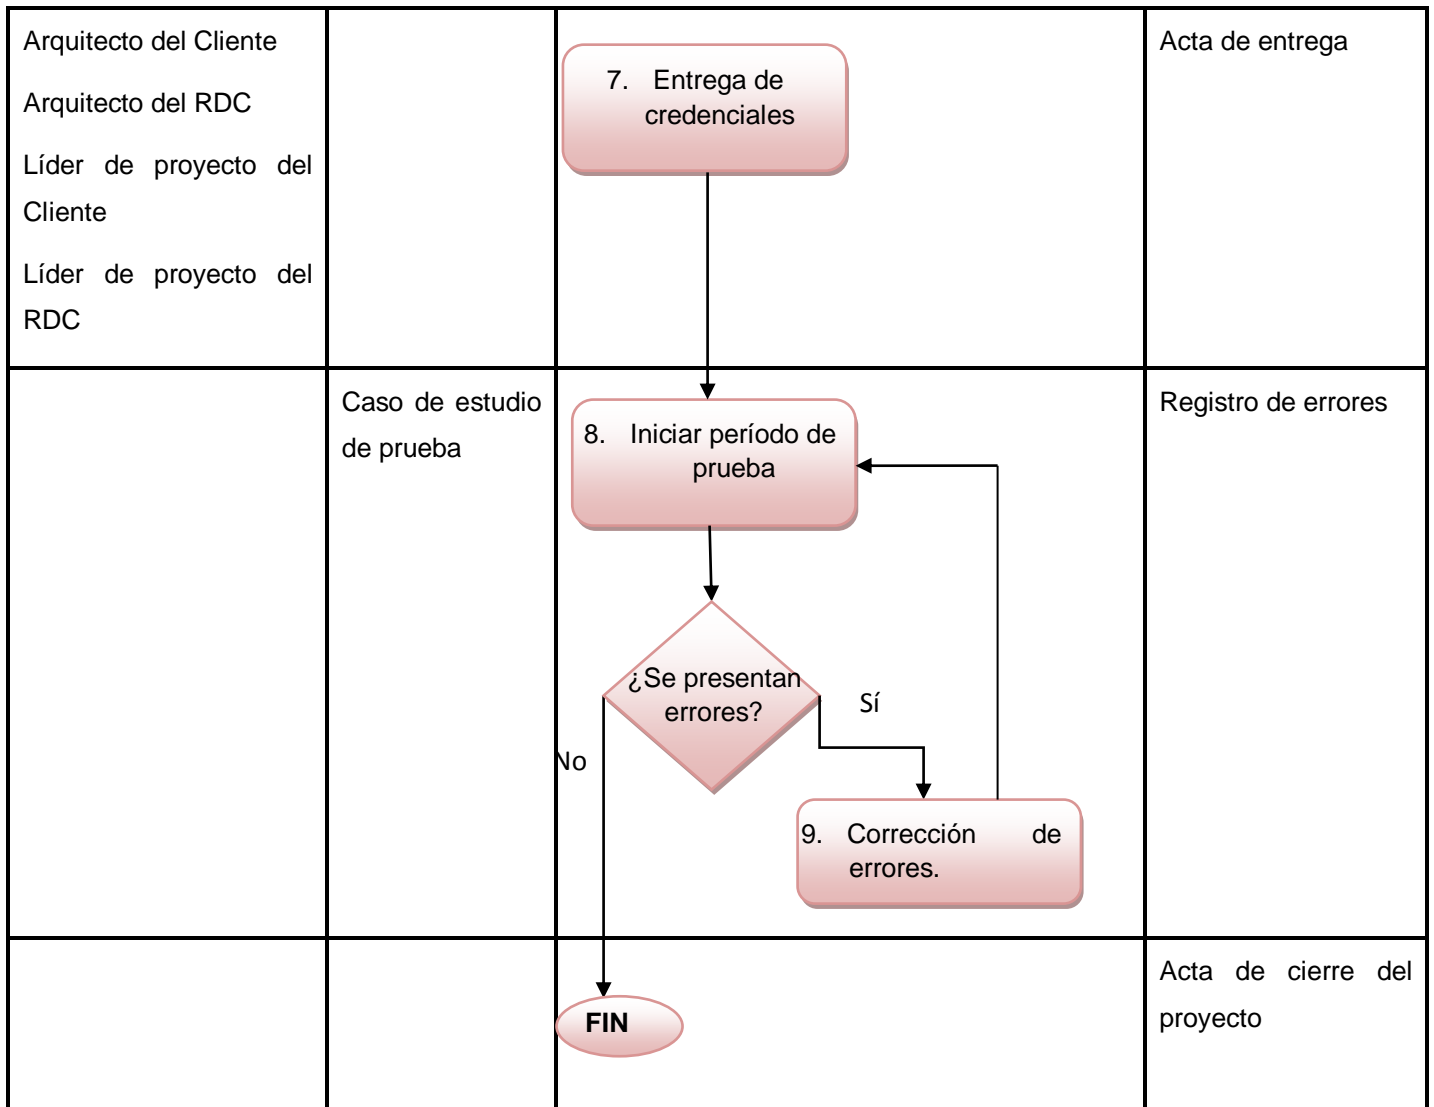 Arquitecto del Cliente
Arquitecto del RDC
Líder de proyecto del
Cliente
Líder de proyecto del
RDC
7. Entrega de
credenciales
Acta de entrega
Caso de estudio
de prueba
8. Iniciar período de
prueba
¿Se presentan
errores?
Sí
No
9. Corrección de
errores.
Registro de errores
FIN
Acta de cierre del
proyecto